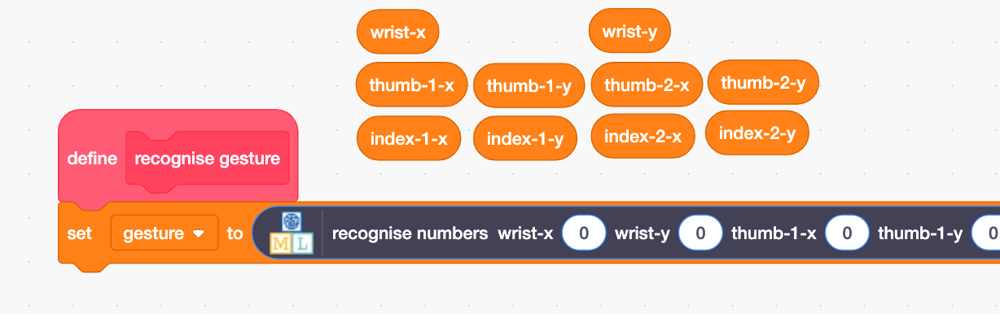 wrist-x wrist-y
thumb-1-x thumb-1-y thumb-2-x thumb-2-y
index-1-x index-1-y index-2-x index-2-y
define recognise gesture
set gesture to ML recognise numbers wrist-x 0 wrist-y 0 thumb-1-x 0 thumb-1-y 0